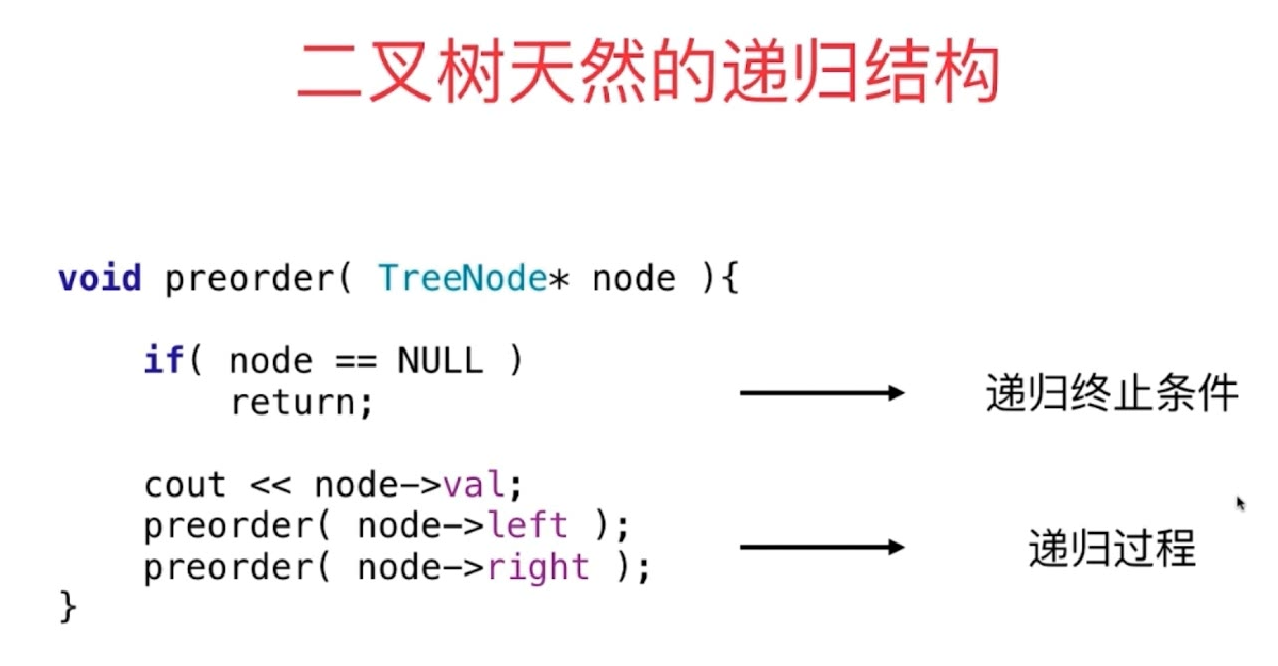 二叉树天然的递归结构
void preorder( TreeNode* node ){
if( node == NULL )
return;
递归终止条件
cout << node->val;
preorder( node->left );
preorder( node->right );
递归过程
}